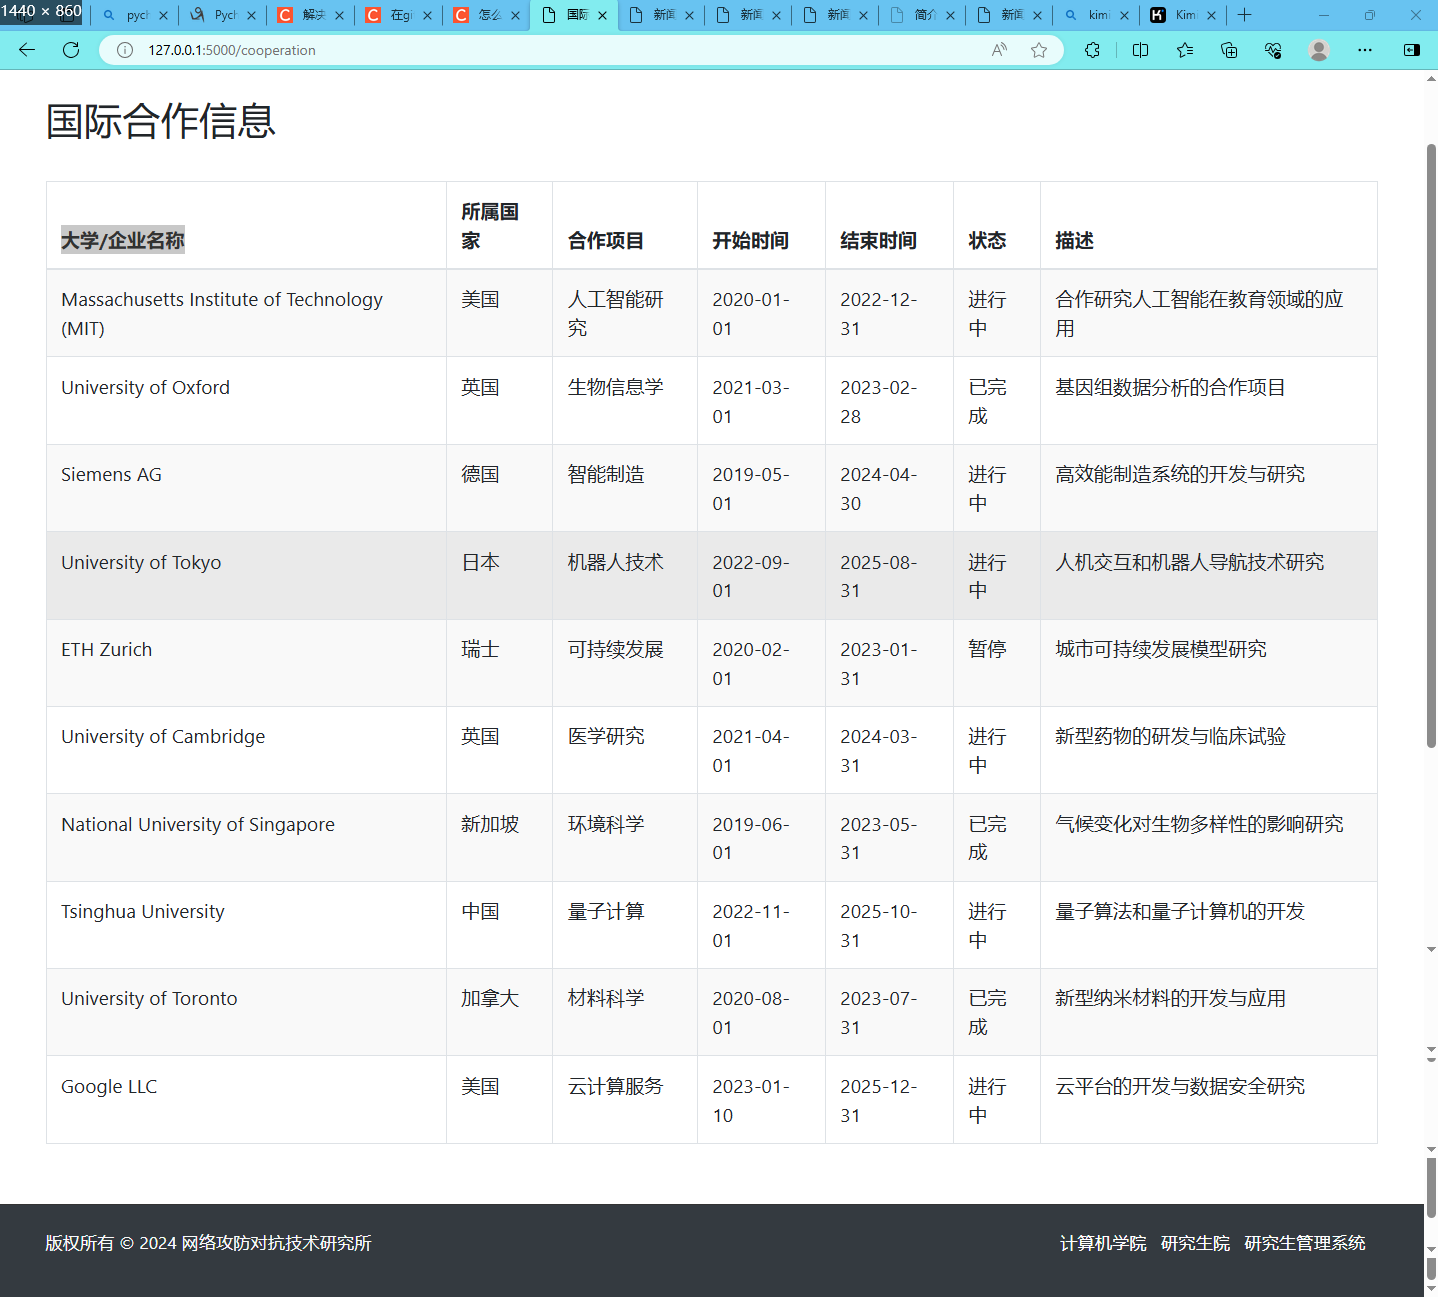 1440 × 860
pych
Pych
解决
在gi
怎么
国际
新闻
新闻
新闻
简介
新闻
kimi
Kimi
127.0.0.1:5000/cooperation
国际合作信息
大学/企业名称 所属国家 合作项目 开始时间 结束时间 状态 描述
Massachusetts Institute of Technology (MIT) 美国 人工智能研究 2020-01-01 2022-12-31 进行中 合作研究人工智能在教育领域的应用
University of Oxford 英国 生物信息学 2021-03-01 2023-02-28 已完成 基因组数据分析的合作项目
Siemens AG 德国 智能制造 2019-05-01 2024-04-30 进行中 高效能制造系统的开发与研究
University of Tokyo 日本 机器人技术 2022-09-01 2025-08-31 进行中 人机交互和机器人导航技术研究
ETH Zurich 瑞士 可持续发展 2020-02-01 2023-01-31 暂停 城市可持续发展模型研究
University of Cambridge 英国 医学研究 2021-04-01 2024-03-31 进行中 新型药物的研发与临床试验
National University of Singapore 新加坡 环境科学 2019-06-01 2023-05-31 已完成 气候变化对生物多样性的影响研究
Tsinghua University 中国 量子计算 2022-11-01 2025-10-31 进行中 量子算法和量子计算机的开发
University of Toronto 加拿大 材料科学 2020-08-01 2023-07-31 已完成 新型纳米材料的开发与应用
Google LLC 美国 云计算服务 2023-01-10 2025-12-31 进行中 云平台的开发与数据安全研究
版权所有 © 2024 网络攻防对抗技术研究所
计算机学院 研究生院 研究生管理系统